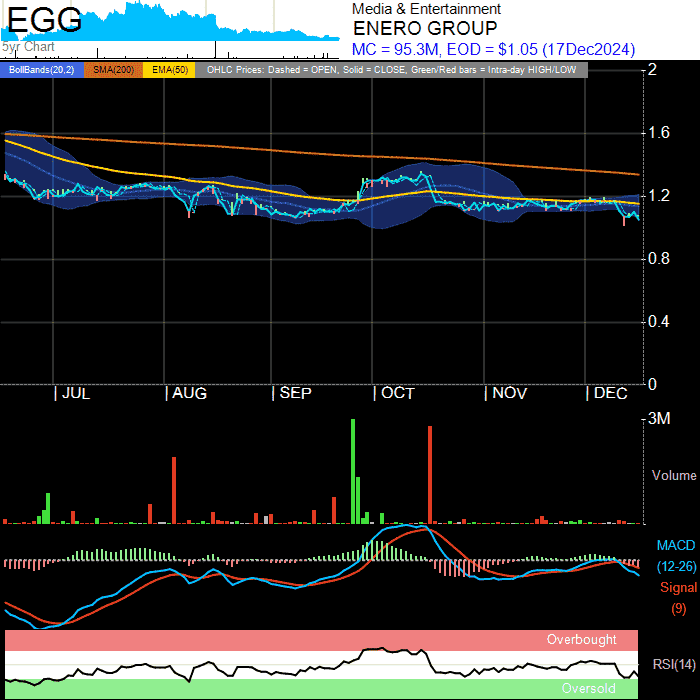 EGG
5yr Chart
Media & Entertainment
ENERO GROUP
MC = 95.3M, EOD = $1.05 (17Dec2024)
BollBands(20,2) SMA(200) EMA(50) OHLC Prices: Dashed = OPEN, Solid = CLOSE, Green/Red bars = Intra-day HIGH/LOW
2
1.6
1.2
0.8
0.4
0
| JUL | AUG | SEP | OCT | NOV | DEC
3M
Volume
MACD
(12-26)
Signal
(9)
Overbought
RSI(14)
Oversold